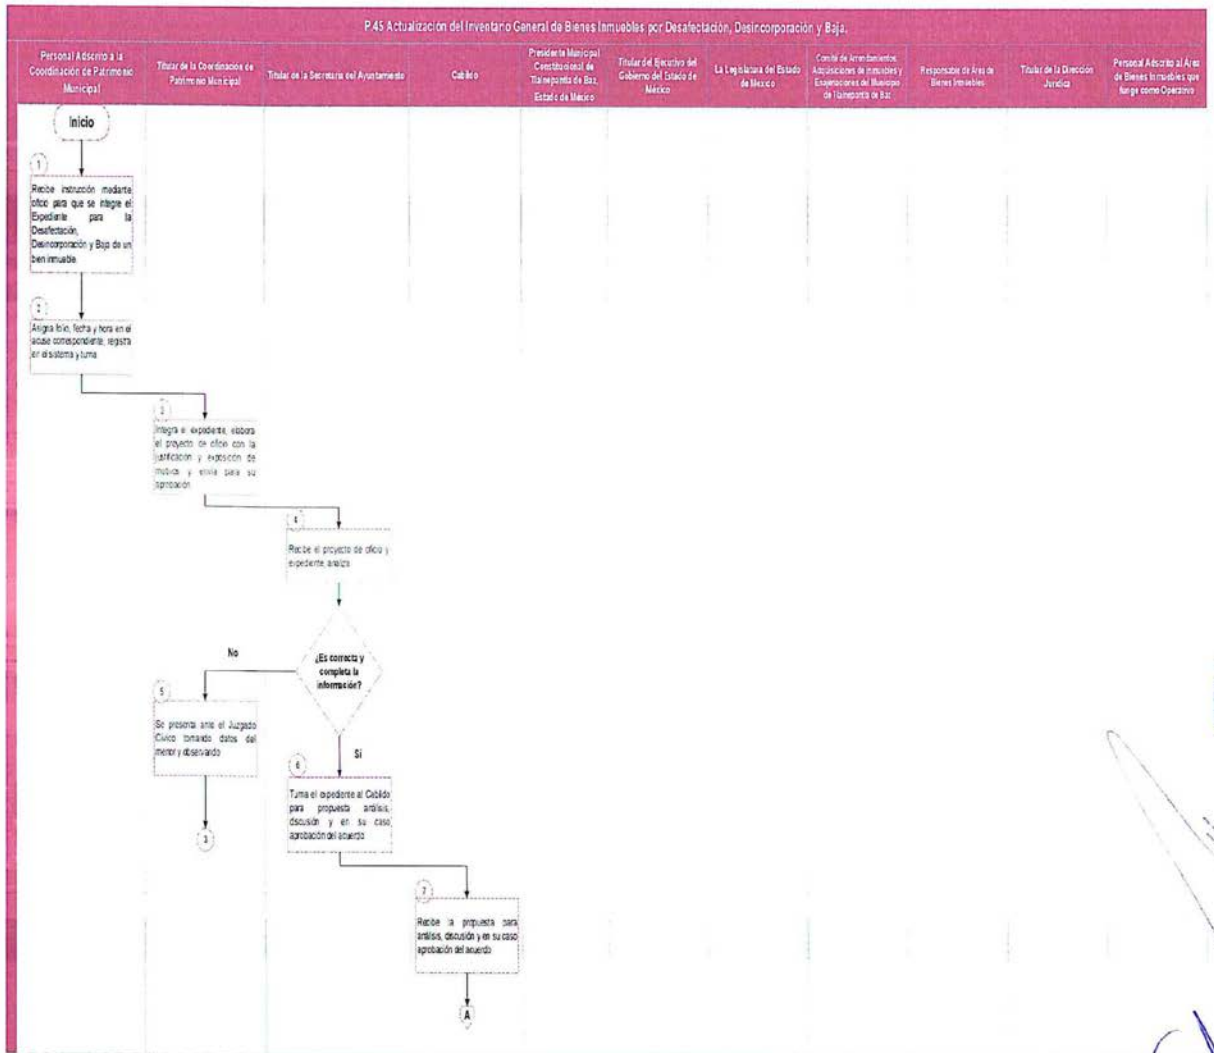 P.45 Actualización del Inventario General de Bienes Inmuebles por Desafectación, Desincorporación y Baja.
Personal Adscrito a la
Coordinación de Patrimonio
Municipal
Titular de la Coordinación de
Patrimonio Municipal
Titular de la Secretaría del Ayuntamiento
Cabildo
Presidente Municipal
Constitucional de
Tlalnepantla de Baz,
Estado de México
Titular del Ejecutivo del
Gobierno del Estado de
México
La Legislatura del Estado
de México
Comité de Arrendamientos
Adquisiciones de Inmuebles y
Enajenaciones del Municipio
de Tlalnepantla de Baz
Responsable de Área de
Bienes Inmuebles
Titular de la Dirección
Jurídica
Personal Adscrito al Área
de Bienes Inmuebles que
funge como Operativo
Inicio
1
Recibe instrucción mediante
oficio para que se integre el
Expediente para la
Desafectación,
Desincorporación y Baja de un
bien inmueble
2
Asigna folio, fecha y hora en el
acuse correspondiente, registra
en el sistema y turna
3
Integra el expediente, elabora
el proyecto de oficio con la
justificación y exposición de
motivos y envía para su
aprobación
4
Recibe el proyecto de oficio y
expediente, analiza
¿Es correcta y
completa la
información?
No
5
Se presenta ante el Juzgado
Cívico tomando datos del
menor y observando
3
Sí
6
Turna el expediente al Cabildo
para propuesta análisis,
discusión y en su caso
aprobación del acuerdo
7
Recibe la propuesta para
análisis, discusión y en su caso
aprobación del acuerdo
A